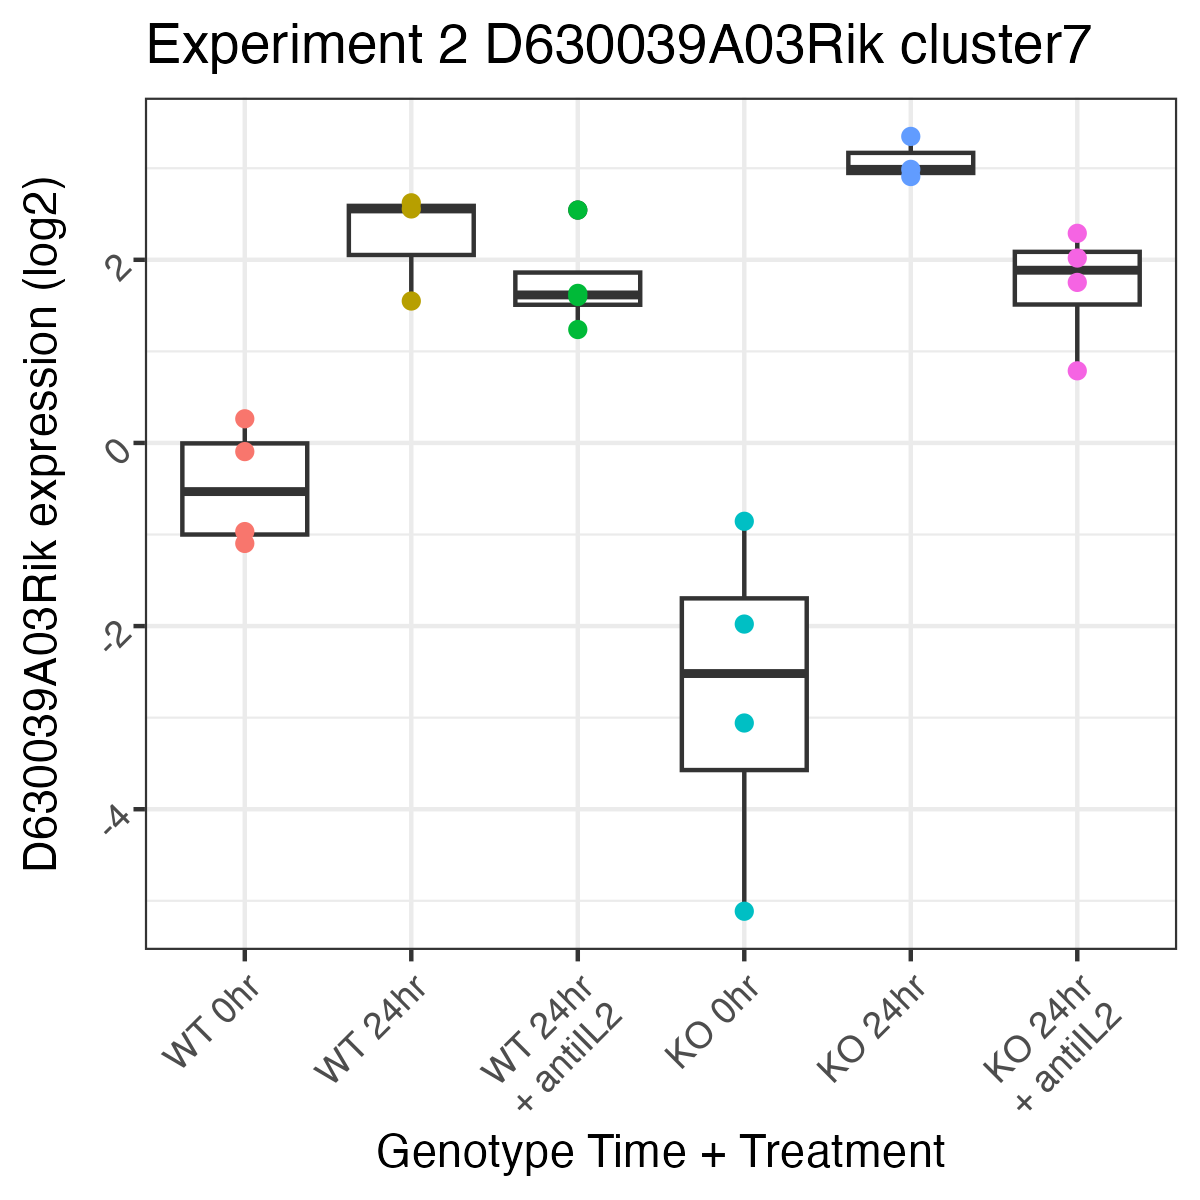 Experiment 2 D630039A03Rik cluster7
D630039A03Rik expression (log2)
2
0
-2
-4
WT 0hr
WT 24hr
WT 24hr
+ antiIL2
KO 0hr
KO 24hr
KO 24hr
+ antiIL2
Genotype Time + Treatment